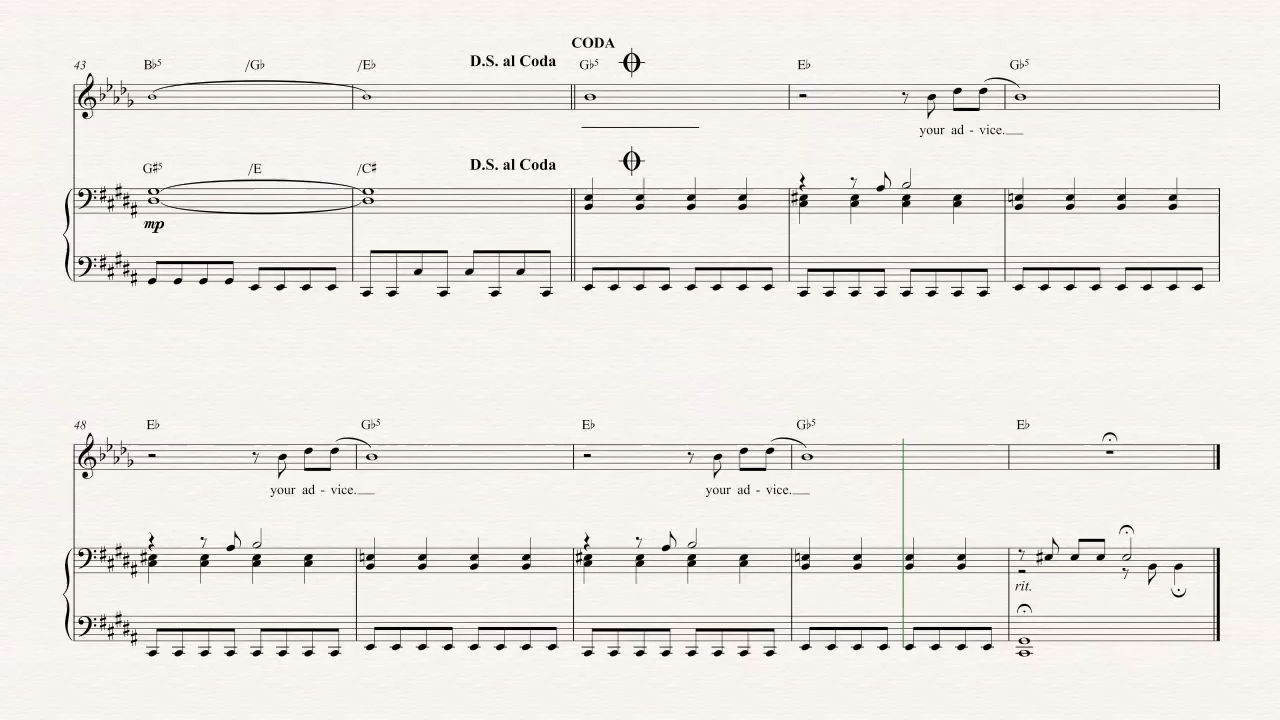 CODA
43 B♭5 /G♭ /E♭ D.S. al Coda G♭5 E♭ G♭5
your ad - vice.
G♯5 /E /C♯ D.S. al Coda
mp
48 E♭ G♭5 E♭ G♭5 E♭
your ad - vice. your ad - vice.
rit.